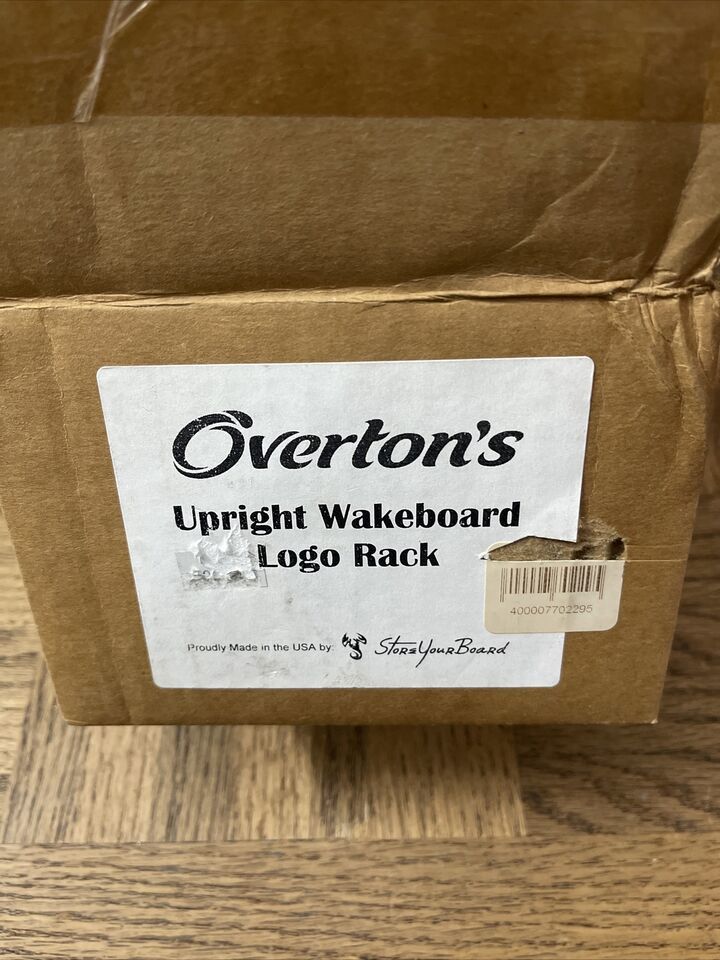 Overton's
Upright Wakeboard
Logo Rack
400007702295
Proudly Made in the USA by: StoreYourBoard